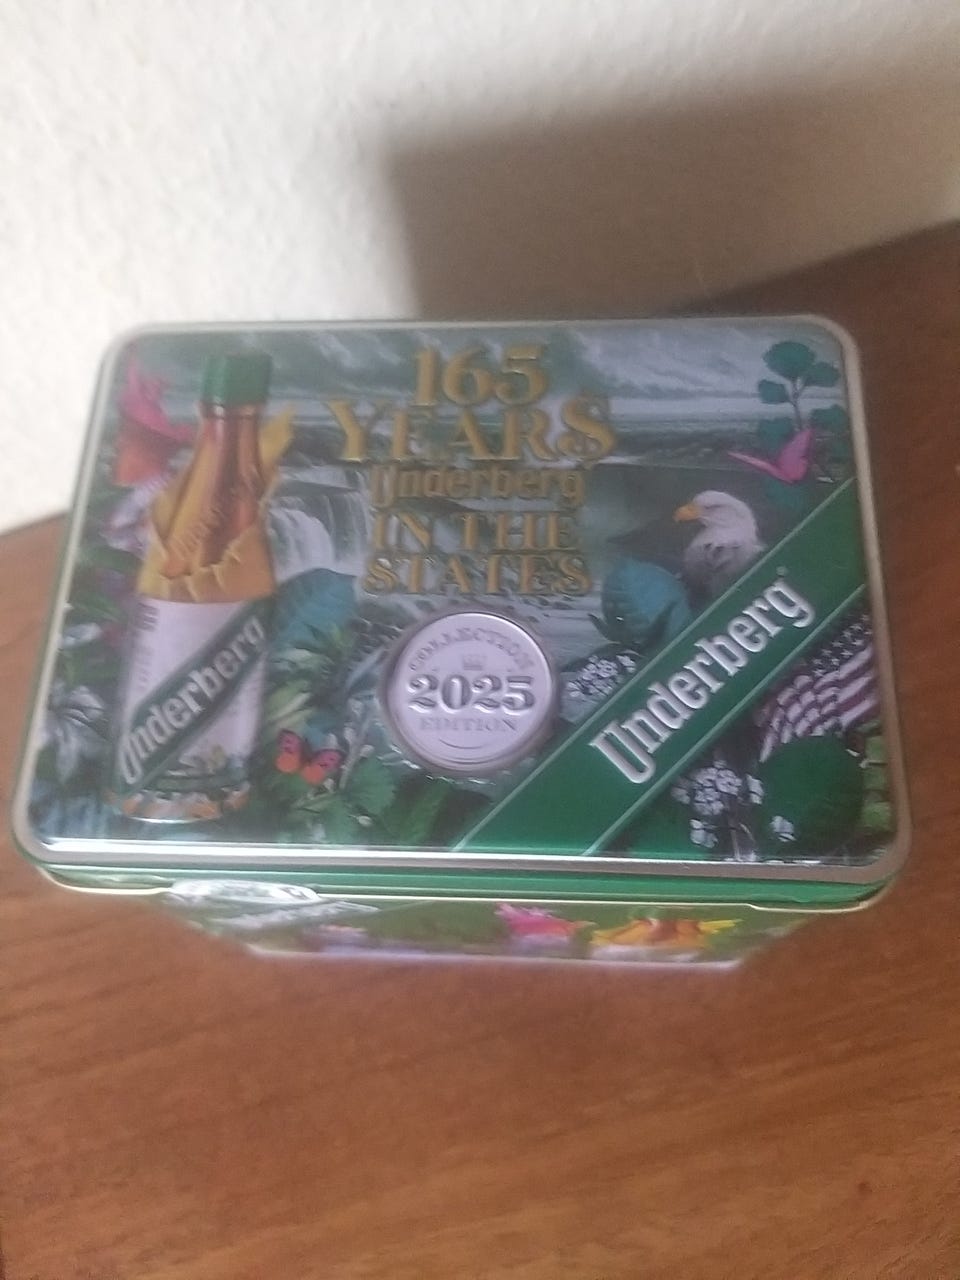 165
YEARS
Underberg
IN THE
STATES
COLLECTION
2025
EDITION
Underberg
Underberg